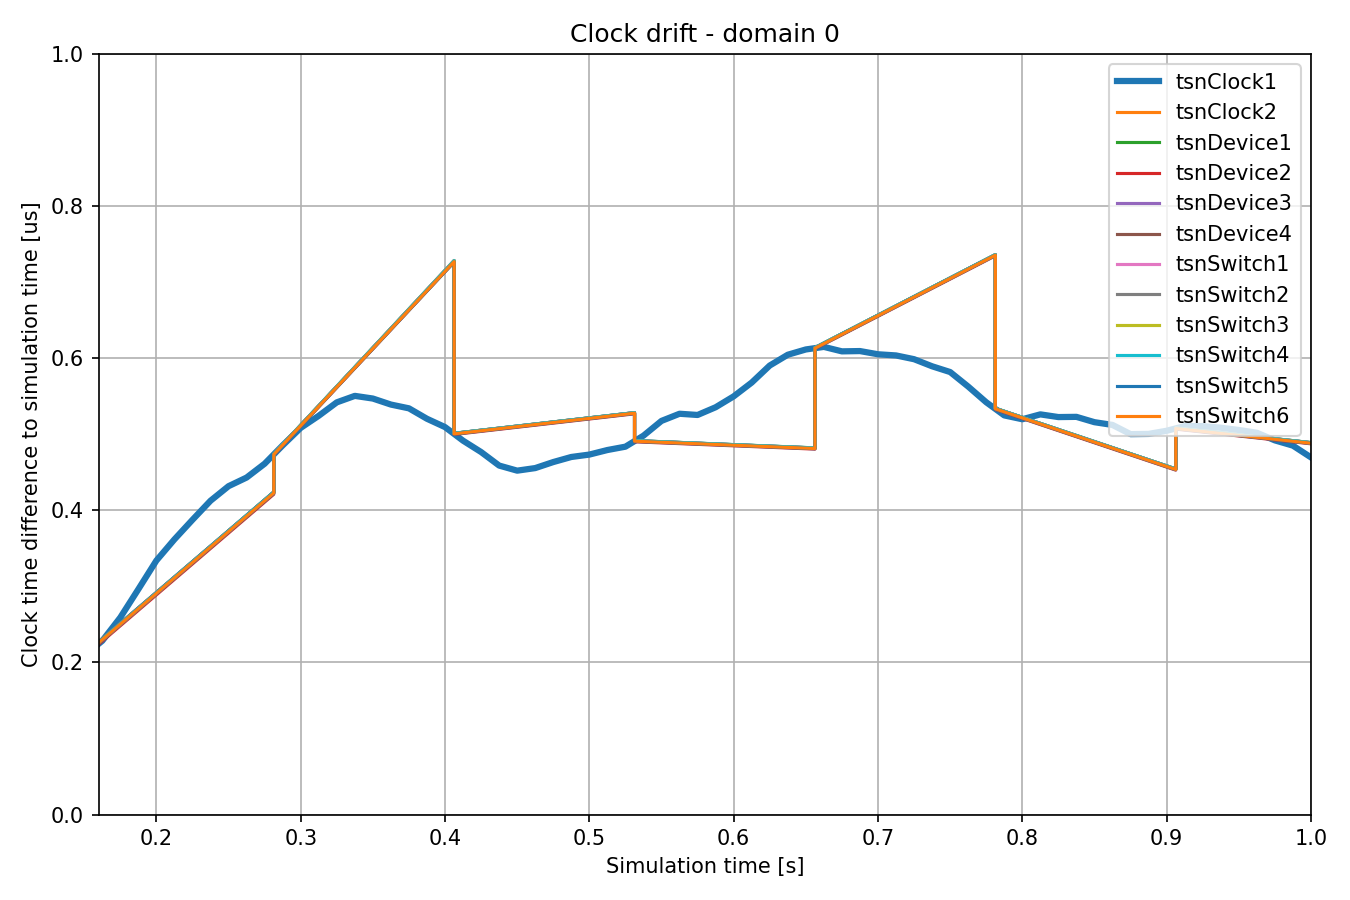 Clock drift - domain 0
Clock time difference to simulation time [us]
1.0
0.8
0.6
0.4
0.2
0.0
tsnClock1
tsnClock2
tsnDevice1
tsnDevice2
tsnDevice3
tsnDevice4
tsnSwitch1
tsnSwitch2
tsnSwitch3
tsnSwitch4
tsnSwitch5
tsnSwitch6
0.2 0.3 0.4 0.5 0.6 0.7 0.8 0.9 1.0
Simulation time [s]